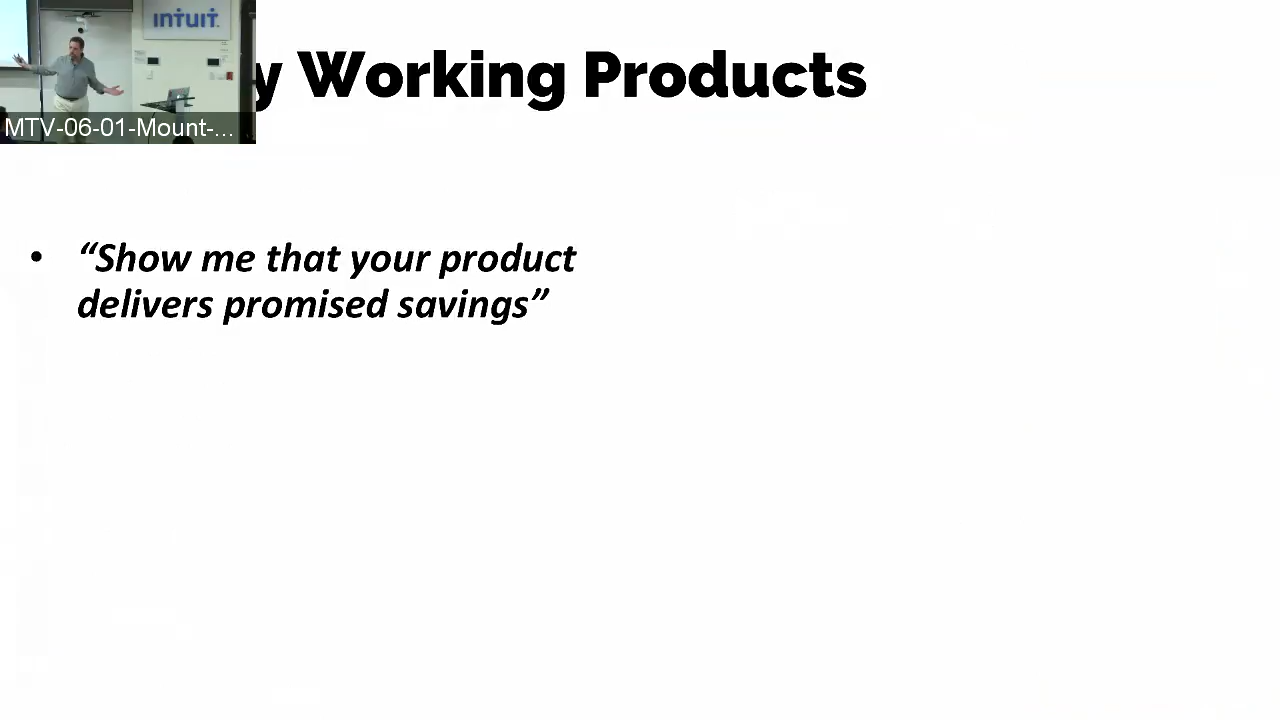 intuit.
y Working Products
MTV-06-01-Mount-...
• “Show me that your product
delivers promised savings”